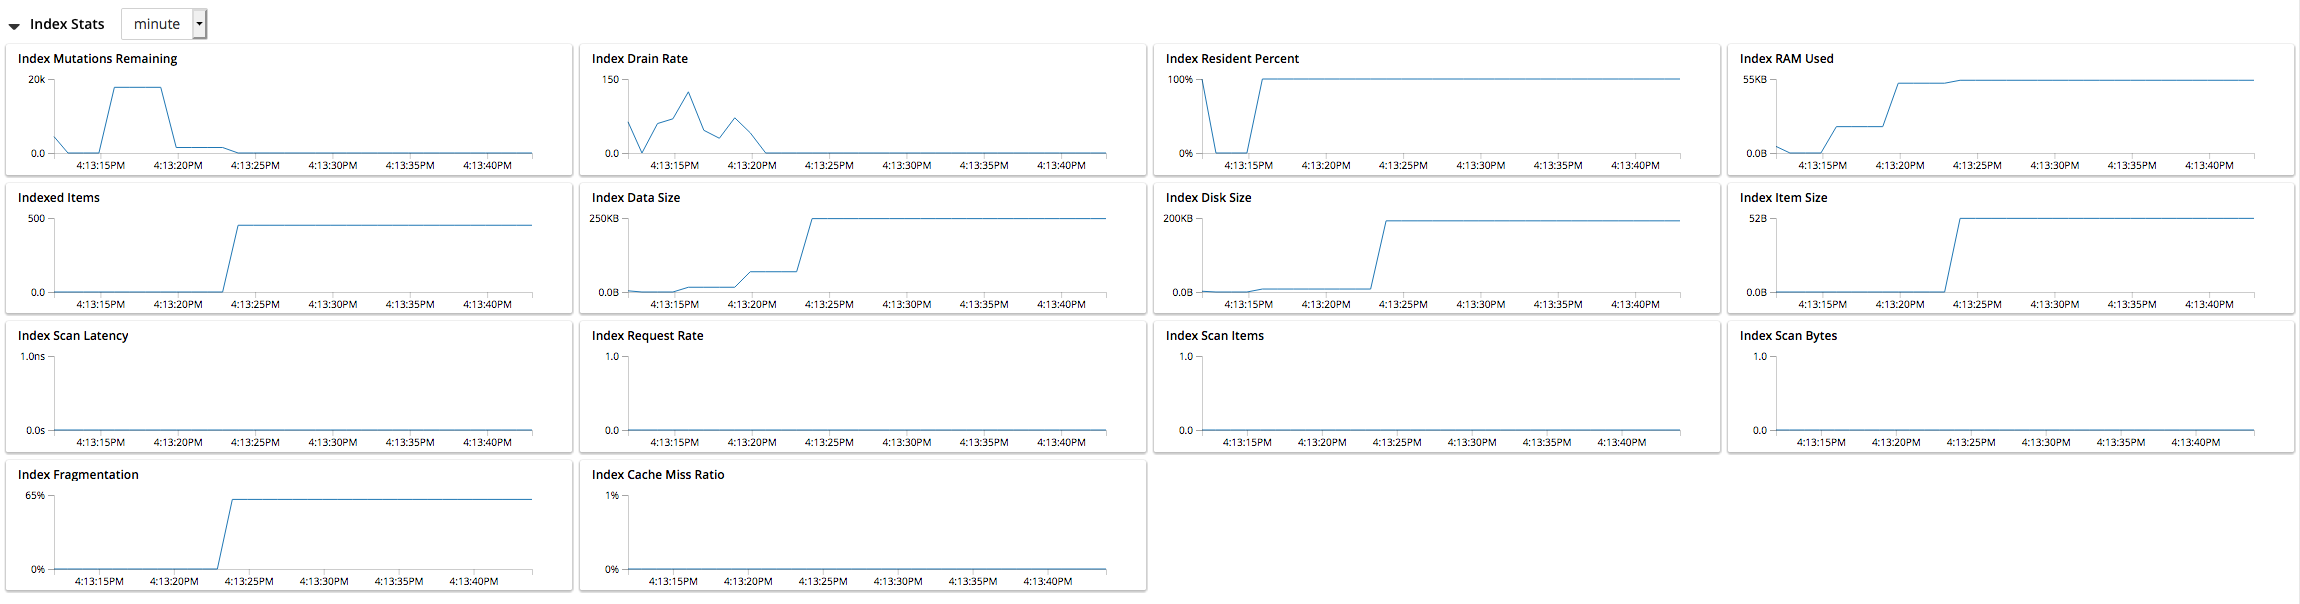 Index Stats minute
Index Mutations Remaining
20k
0.0
4:13:15PM 4:13:20PM 4:13:25PM 4:13:30PM 4:13:35PM 4:13:40PM
Index Drain Rate
150
0.0
4:13:15PM 4:13:20PM 4:13:25PM 4:13:30PM 4:13:35PM 4:13:40PM
Index Resident Percent
100%
0%
4:13:15PM 4:13:20PM 4:13:25PM 4:13:30PM 4:13:35PM 4:13:40PM
Index RAM Used
55KB
0.0B
4:13:15PM 4:13:20PM 4:13:25PM 4:13:30PM 4:13:35PM 4:13:40PM
Indexed Items
500
0.0
4:13:15PM 4:13:20PM 4:13:25PM 4:13:30PM 4:13:35PM 4:13:40PM
Index Data Size
250KB
0.0B
4:13:15PM 4:13:20PM 4:13:25PM 4:13:30PM 4:13:35PM 4:13:40PM
Index Disk Size
200KB
0.0B
4:13:15PM 4:13:20PM 4:13:25PM 4:13:30PM 4:13:35PM 4:13:40PM
Index Item Size
52B
0.0B
4:13:15PM 4:13:20PM 4:13:25PM 4:13:30PM 4:13:35PM 4:13:40PM
Index Scan Latency
1.0ns
0.0s
4:13:15PM 4:13:20PM 4:13:25PM 4:13:30PM 4:13:35PM 4:13:40PM
Index Request Rate
1.0
0.0
4:13:15PM 4:13:20PM 4:13:25PM 4:13:30PM 4:13:35PM 4:13:40PM
Index Scan Items
1.0
0.0
4:13:15PM 4:13:20PM 4:13:25PM 4:13:30PM 4:13:35PM 4:13:40PM
Index Scan Bytes
1.0
0.0
4:13:15PM 4:13:20PM 4:13:25PM 4:13:30PM 4:13:35PM 4:13:40PM
Index Fragmentation
65%
0%
4:13:15PM 4:13:20PM 4:13:25PM 4:13:30PM 4:13:35PM 4:13:40PM
Index Cache Miss Ratio
1%
0%
4:13:15PM 4:13:20PM 4:13:25PM 4:13:30PM 4:13:35PM 4:13:40PM